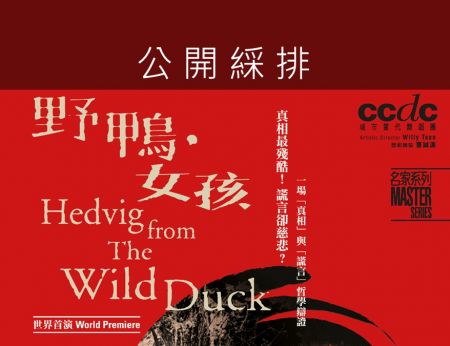 公開綵排
野鴨·
女孩
Hedvig
from
The
Wild Duck
世界首演 World Premiere
真相最殘酷！謊言卻慈悲？
一場「真相」與「謊言」哲學辯證
ccdc
城市當代舞蹈團
Artistic Director Willy Tsao
藝術總監 曹誠淵
名家系列
MASTER
SERIES